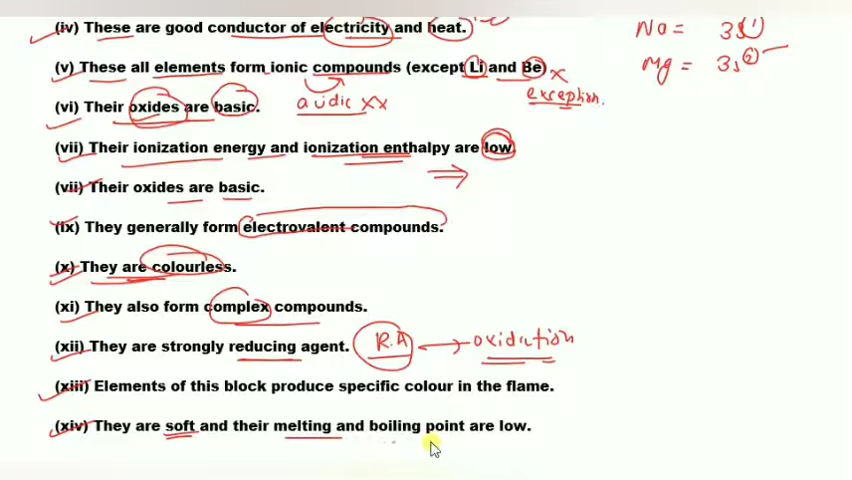 (iv) These are good conductor of electricity and heat.
Na = 3s1
(v) These all elements form ionic compounds (except Li and Be) x
Mg = 3s2
exception.
(vi) Their oxides are basic.
audic xx
(vii) Their ionization energy and ionization enthalpy are low
(vii) Their oxides are basic.
(ix) They generally form electrovalent compounds.
(x) They are colourless.
(xi) They also form complex compounds.
(xii) They are strongly reducing agent. R.A → oxidation
(xiii) Elements of this block produce specific colour in the flame.
(xiv) They are soft and their melting and boiling point are low.